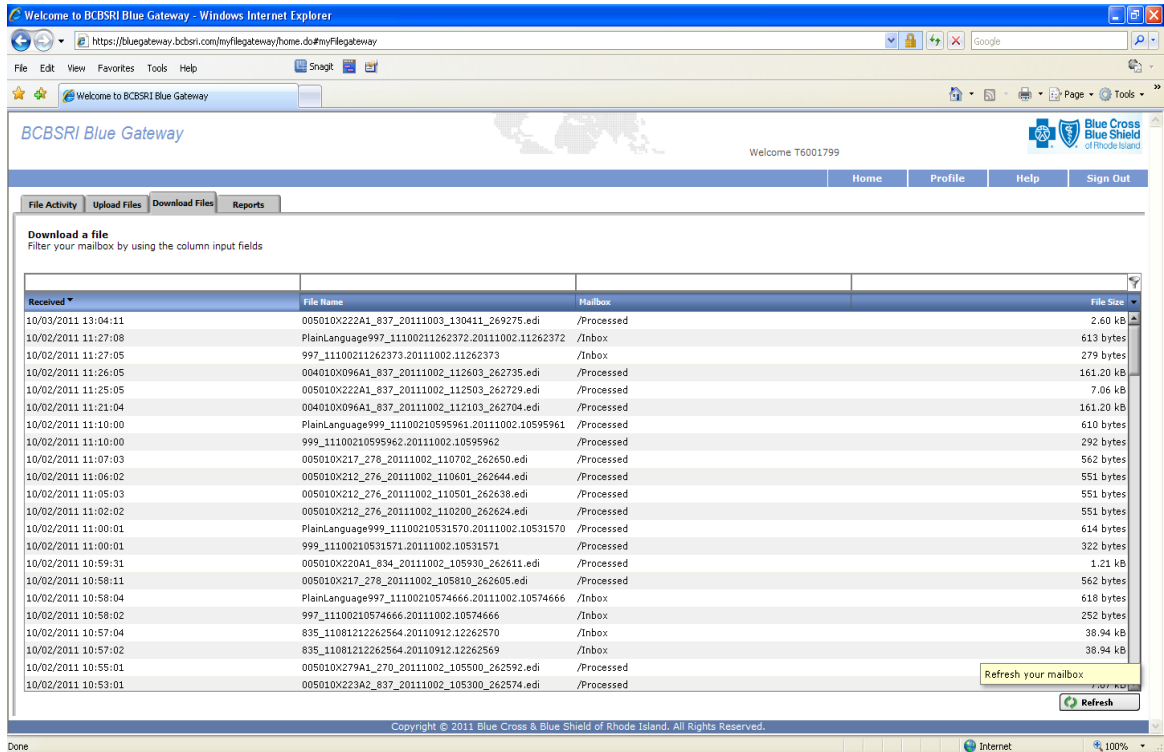 Welcome to BCBSRI Blue Gateway - Windows Internet Explorer
https://bluegateway.bcbsri.com/myfilegateway/home.do#myFilegateway
Google
File Edit View Favorites Tools Help
Snagit
Welcome to BCBSRI Blue Gateway
Page Tools
BCBSRI Blue Gateway
Welcome T6001799
Blue Cross
Blue Shield
of Rhode Island
Home Profile Help Sign Out
File Activity Upload Files Download Files Reports
Download a file
Filter your mailbox by using the column input fields
Received File Name Mailbox File Size
10/03/2011 13:04:11 005010X222A1_837_20111003_130411_269275.edi /Processed 2.60 kB
10/02/2011 11:27:08 PlainLanguage997_11100211262372.20111002.11262372 /Inbox 613 bytes
10/02/2011 11:27:05 997_11100211262373.20111002.11262373 /Inbox 279 bytes
10/02/2011 11:26:05 004010X096A1_837_20111002_112603_262735.edi /Processed 161.20 kB
10/02/2011 11:25:05 005010X222A1_837_20111002_112503_262729.edi /Processed 7.06 kB
10/02/2011 11:21:04 004010X096A1_837_20111002_112103_262704.edi /Processed 161.20 kB
10/02/2011 11:10:00 PlainLanguage999_11100210595961.20111002.10595961 /Processed 610 bytes
10/02/2011 11:10:00 999_11100210595962.20111002.10595962 /Processed 292 bytes
10/02/2011 11:07:03 005010X217_278_20111002_110702_262650.edi /Processed 562 bytes
10/02/2011 11:06:02 005010X212_276_20111002_110601_262644.edi /Processed 551 bytes
10/02/2011 11:05:03 005010X212_276_20111002_110501_262638.edi /Processed 551 bytes
10/02/2011 11:02:02 005010X212_276_20111002_110200_262624.edi /Processed 551 bytes
10/02/2011 11:00:01 PlainLanguage999_11100210531570.20111002.10531570 /Processed 614 bytes
10/02/2011 11:00:01 999_11100210531571.20111002.10531571 /Processed 322 bytes
10/02/2011 10:59:31 005010X220A1_834_20111002_105930_262611.edi /Processed 1.21 kB
10/02/2011 10:58:11 005010X217_278_20111002_105810_262605.edi /Processed 562 bytes
10/02/2011 10:58:04 PlainLanguage997_11100210574666.20111002.10574666 /Inbox 618 bytes
10/02/2011 10:58:02 997_11100210574666.20111002.10574666 /Inbox 252 bytes
10/02/2011 10:57:04 835_11081212262564.20110912.12262570 /Inbox 38.94 kB
10/02/2011 10:57:02 835_11081212262564.20110912.12262569 /Inbox 38.94 kB
10/02/2011 10:55:01 005010X279A1_270_20111002_105500_262592.edi /Processed
Refresh your mailbox
10/02/2011 10:53:01 005010X223A2_837_20111002_105300_262574.edi /Processed
Refresh
Copyright © 2011 Blue Cross & Blue Shield of Rhode Island. All Rights Reserved.
Done Internet 100%